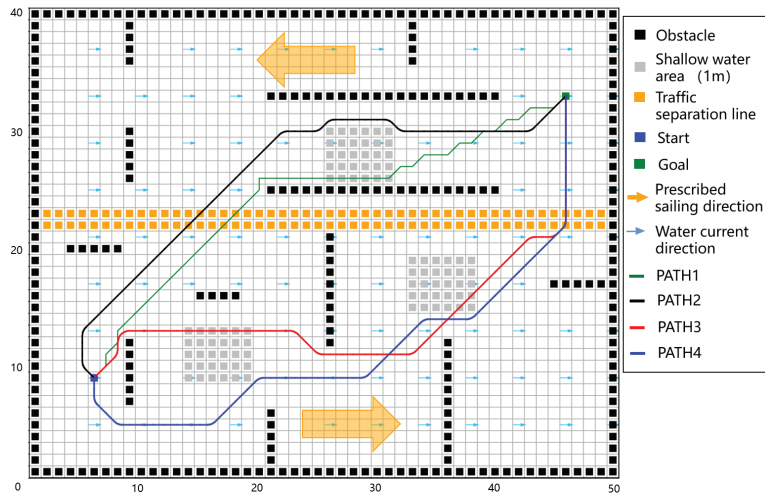 40
30
20
10
0
10
20
30
40
50
Obstacle
Shallow water
area （1m）
Traffic
separation line
Start
Goal
Prescribed
sailing direction
Water current
direction
PATH1
PATH2
PATH3
PATH4